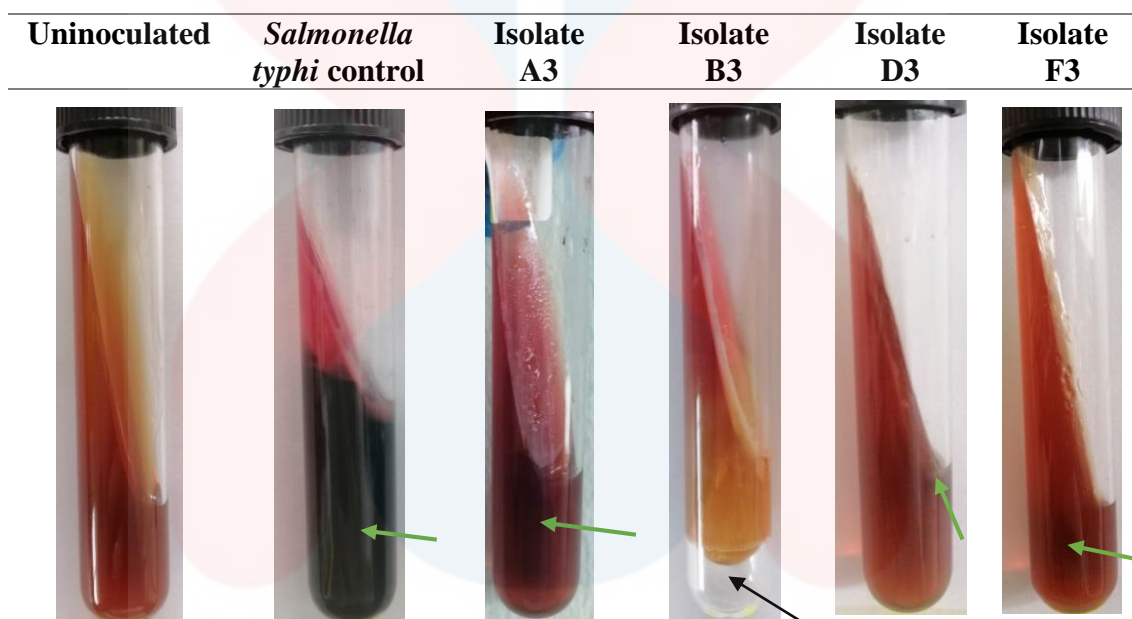 Uninoculated Salmonella Isolate Isolate Isolate Isolate
typhi control A3 B3 D3 F3